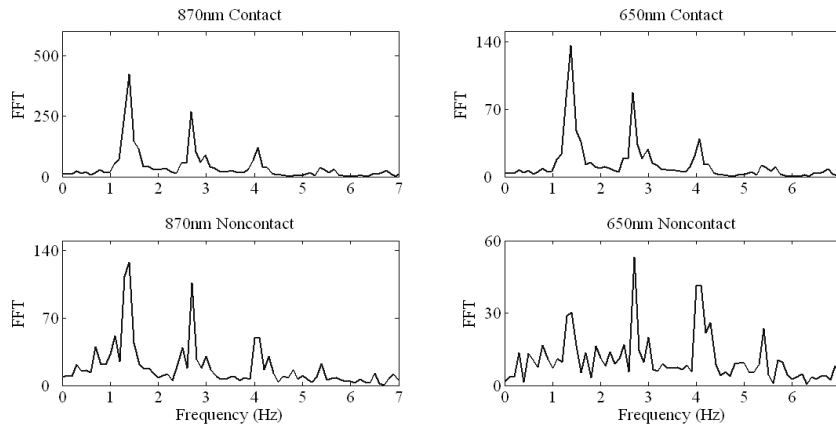 870nm Contact
FFT
500
250
0
0 1 2 3 4 5 6 7
650nm Contact
FFT
140
70
0
0 1 2 3 4 5 6
870nm Noncontact
FFT
140
70
0
0 1 2 3 4 5 6 7
Frequency (Hz)
650nm Noncontact
FFT
60
30
0
0 1 2 3 4 5 6
Frequency (Hz)